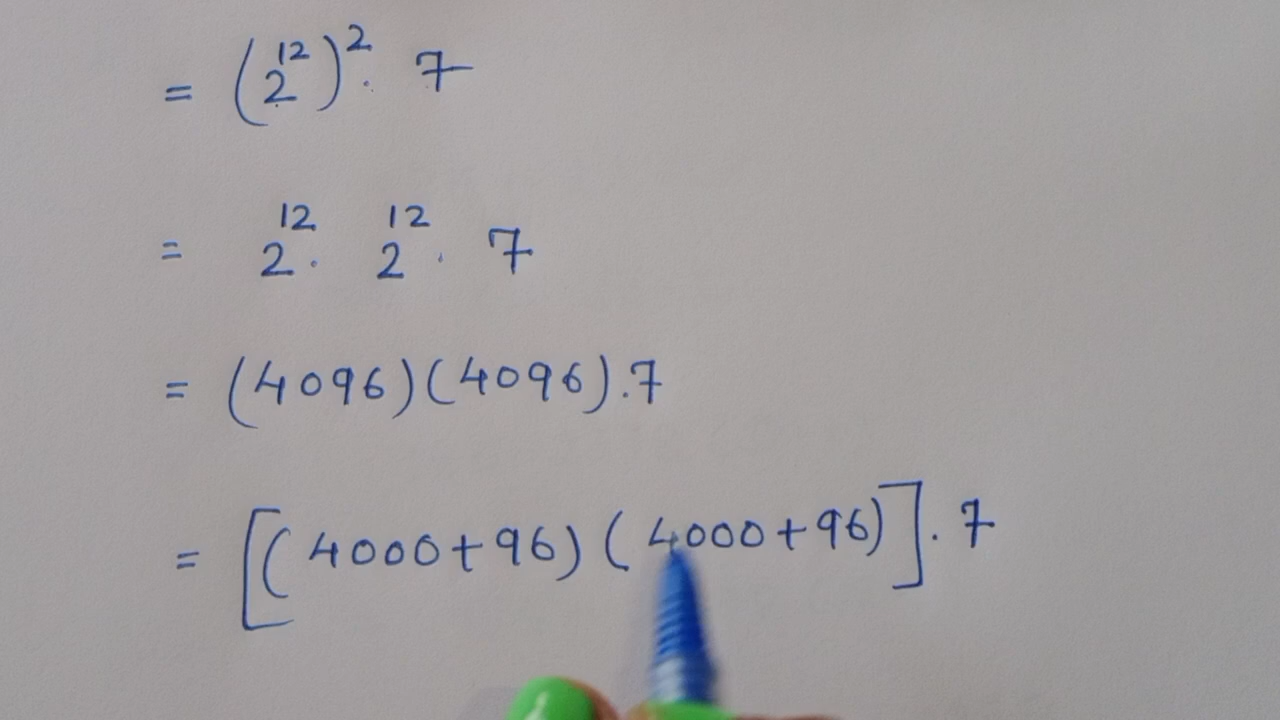 = (2¹²)². 7
= 2¹². 2¹². 7
= (4096)(4096).7
= [(4000+96)(4000+96)].7